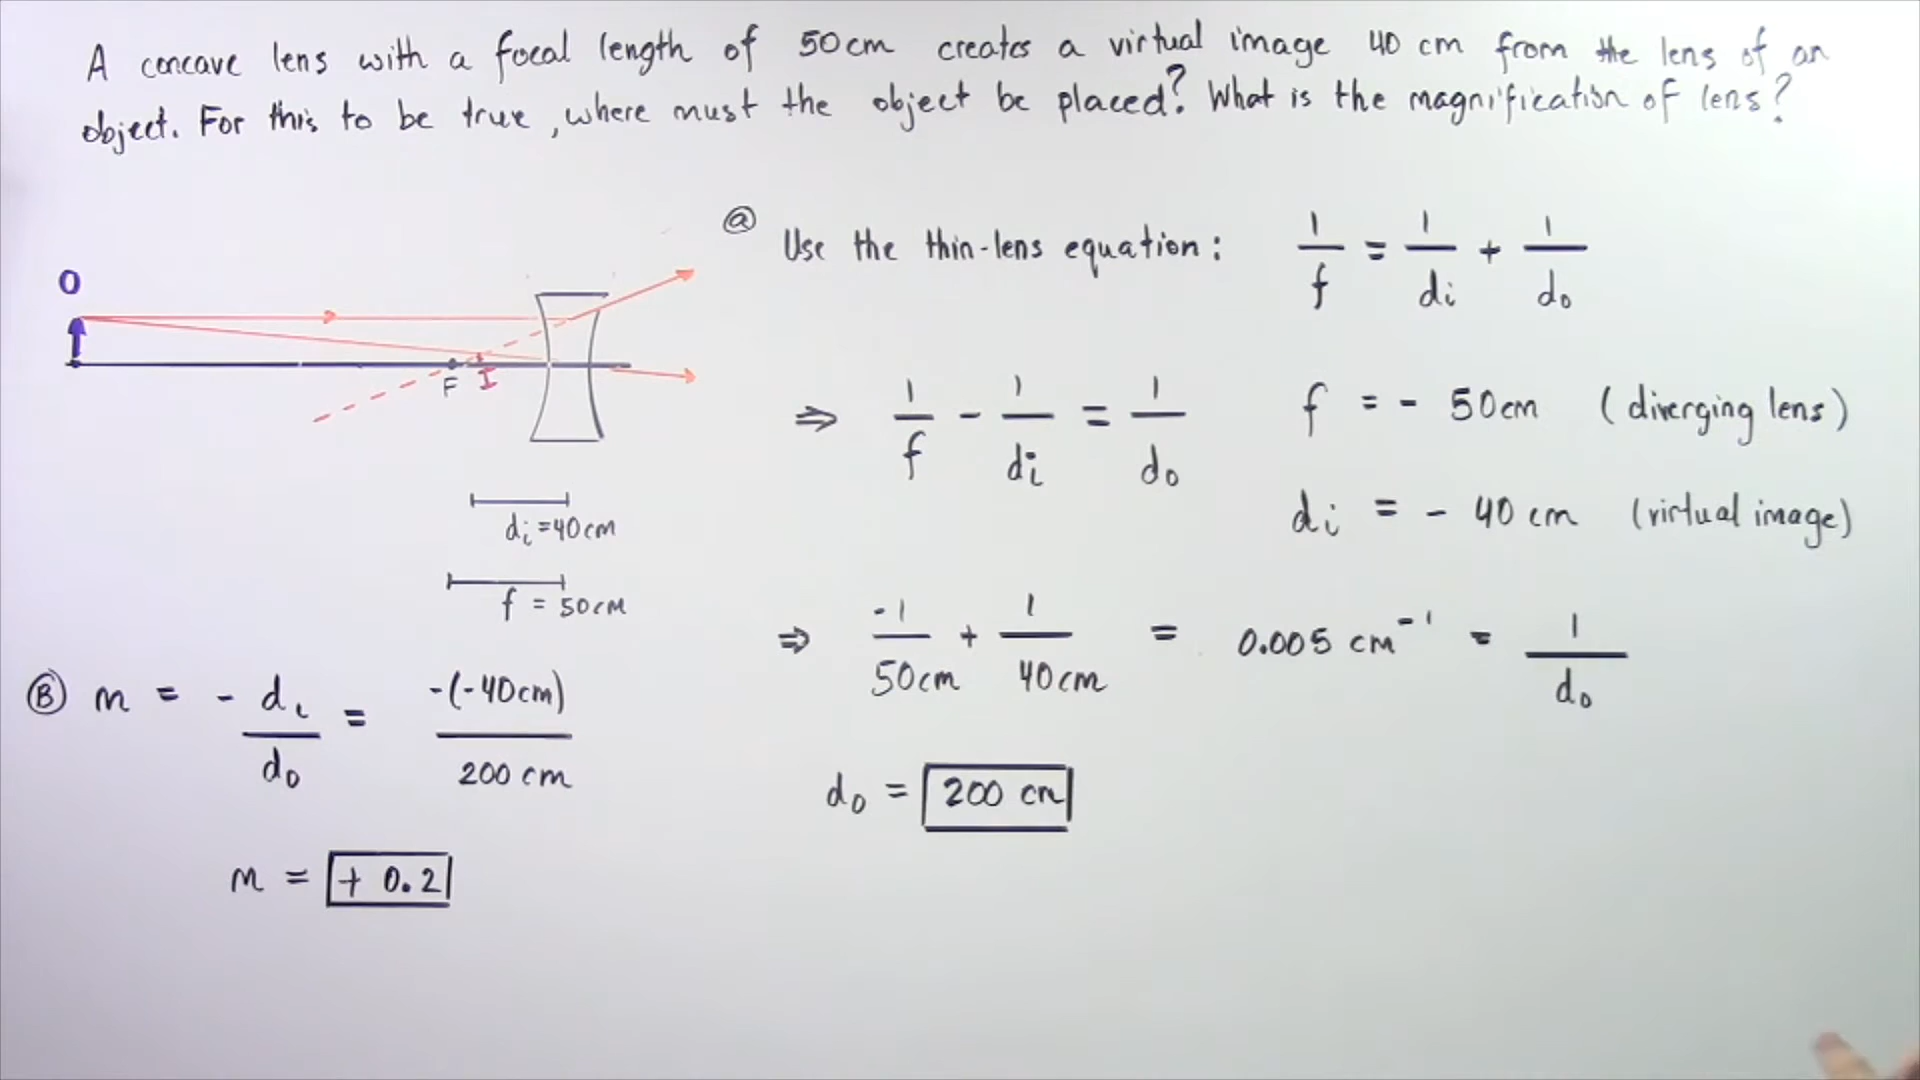 A concave lens with a focal length of 50cm creates a virtual image 40 cm from the lens of an
object. For this to be true, where must the object be placed? What is the magnification of lens?
ⓐ Use the thin-lens equation: 1/f = 1/di + 1/do
O
F I
⇒ 1/f - 1/di = 1/do
f = - 50cm (diverging lens)
di = - 40 cm (virtual image)
di = 40cm
f = 50cm
⇒ -1/50cm + 1/40cm = 0.005 cm⁻¹ = 1/do
do = 200 cm
Ⓑ m = - di/do = -(-40cm)/200 cm
m = + 0.2